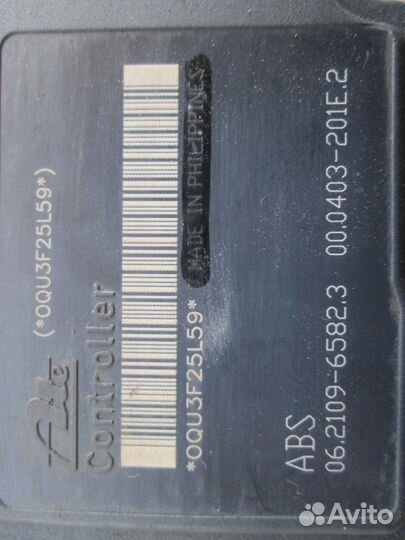 (*OQU3F25L59*)
Ate
Controller
*OQU3F25L59*
MADE IN PHILIPPINES
ABS
06.2109-6582.3 00.0403-201E.2
Avito